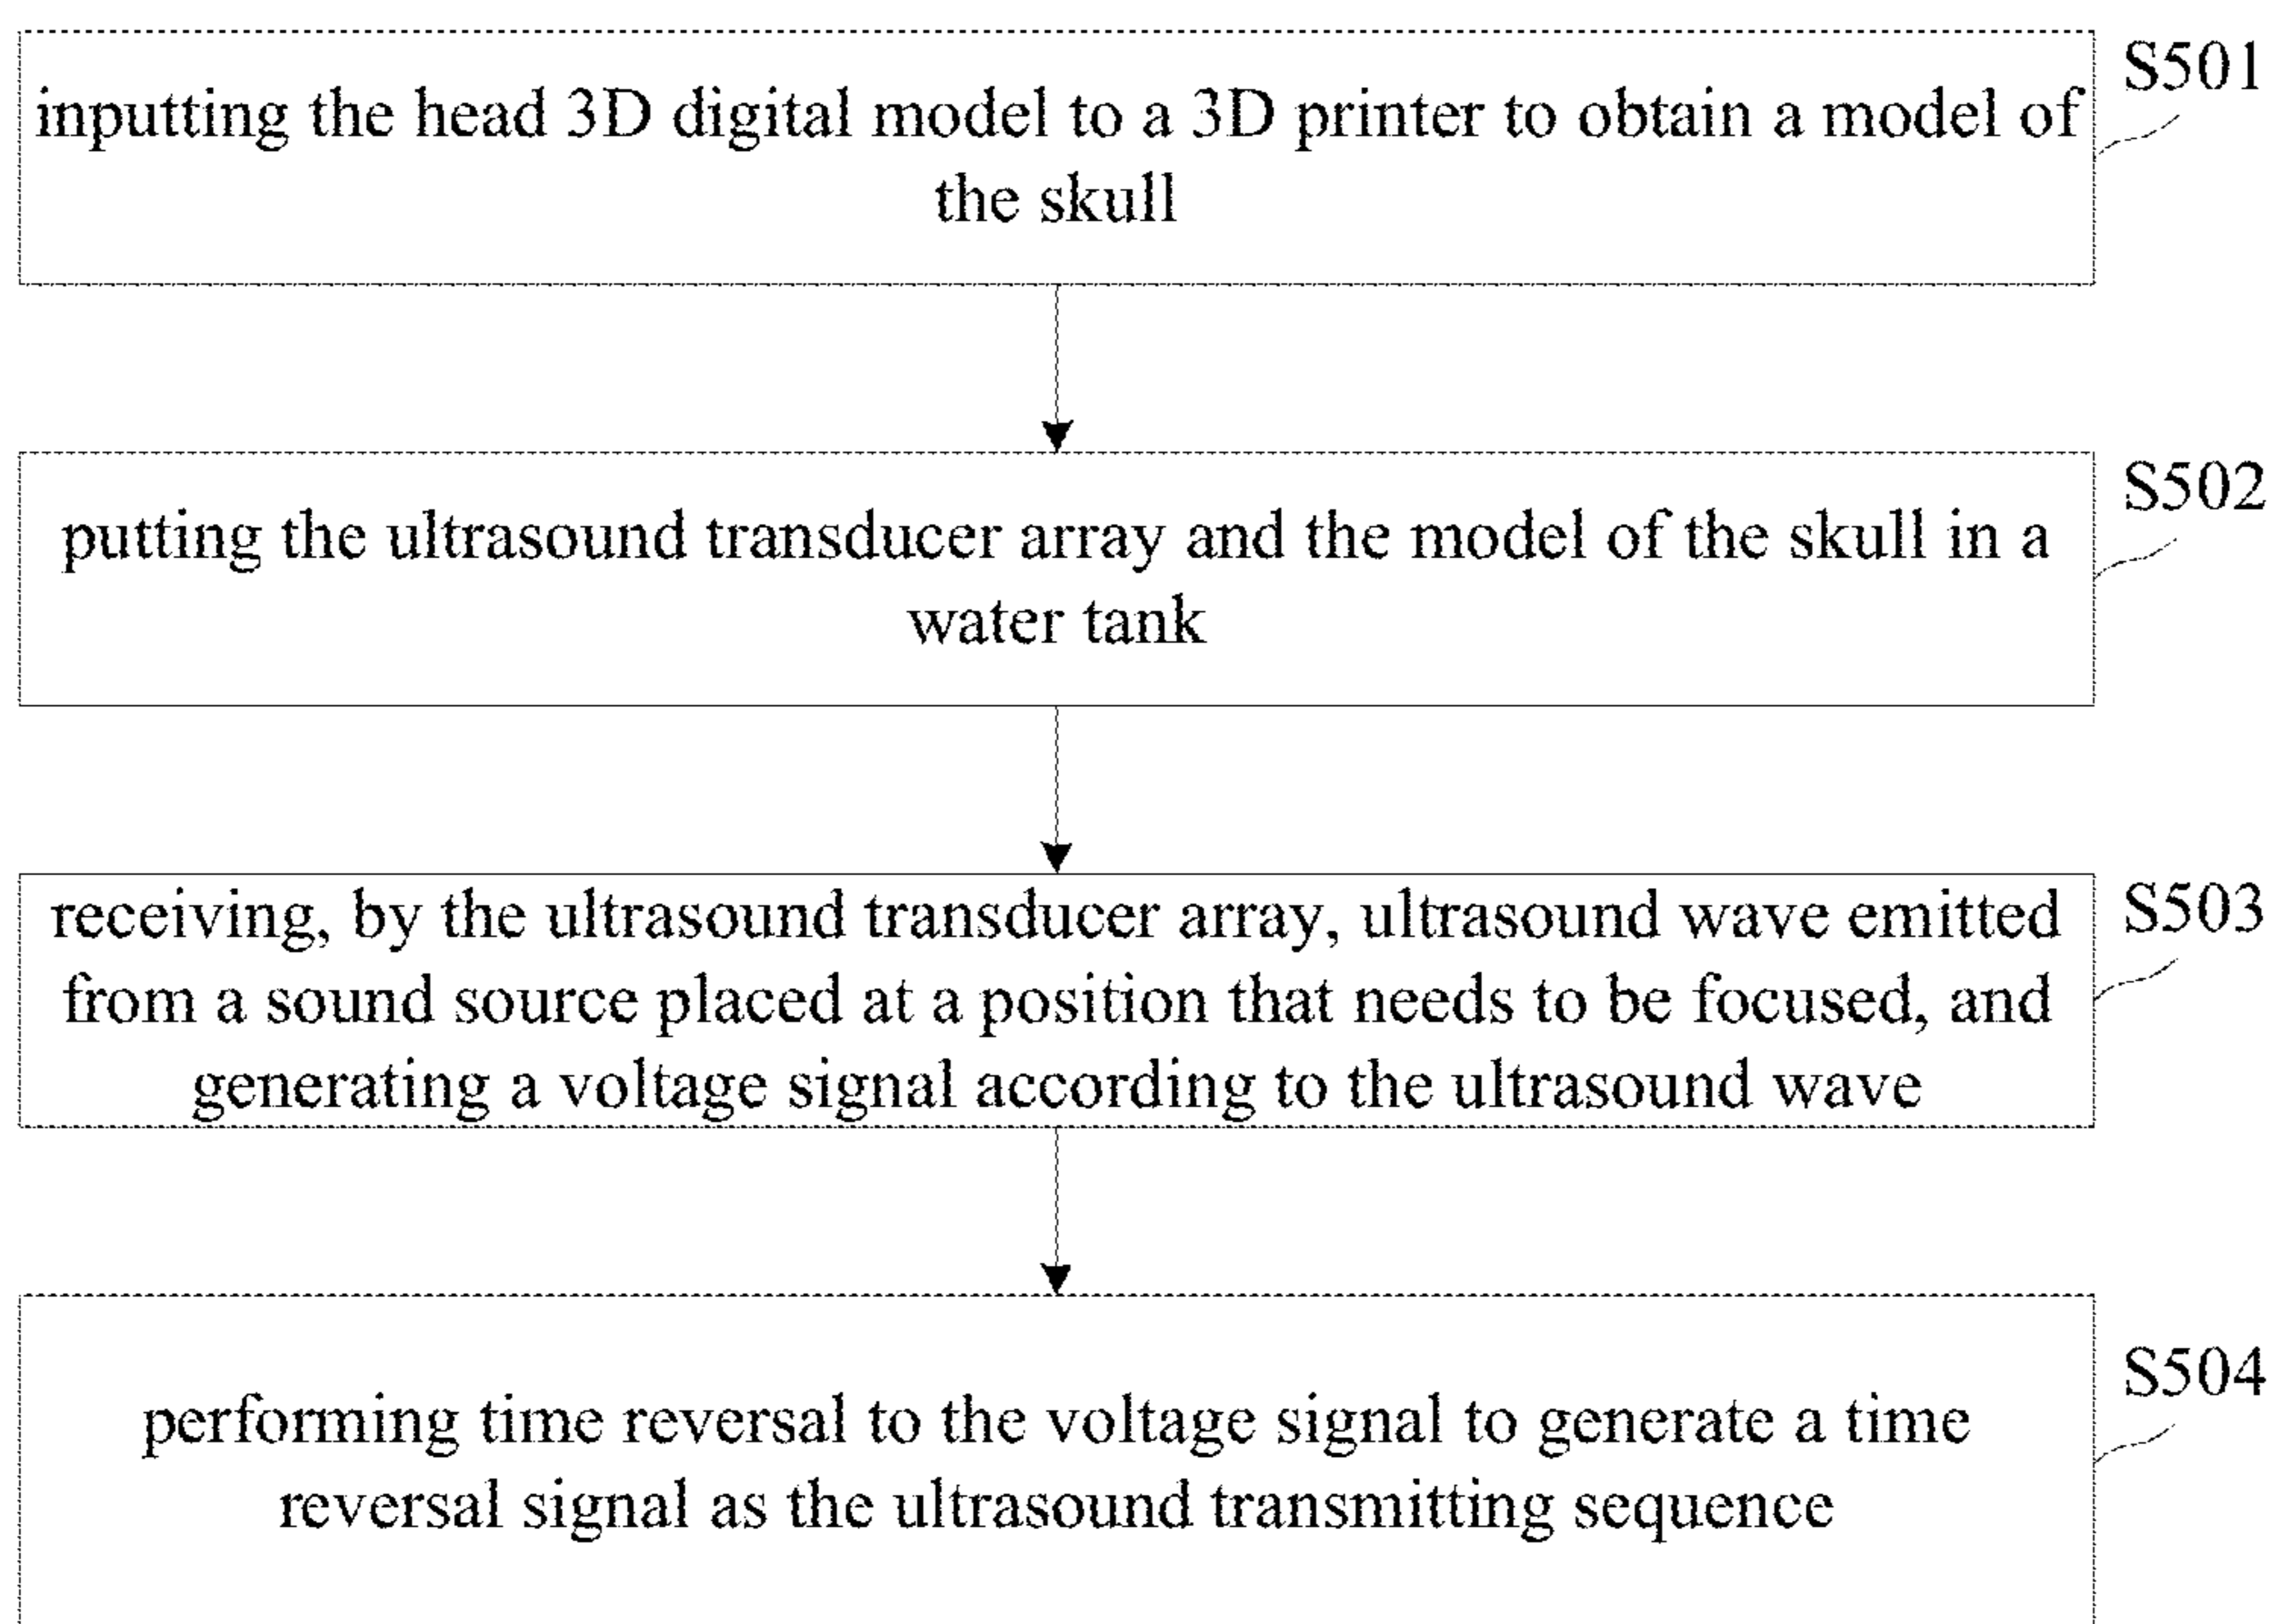 inputting the head 3D digital model to a 3D printer to obtain a model of
the skull
S501
putting the ultrasound transducer array and the model of the skull in a
water tank
S502
receiving, by the ultrasound transducer array, ultrasound wave emitted
from a sound source placed at a position that needs to be focused, and
generating a voltage signal according to the ultrasound wave
S503
performing time reversal to the voltage signal to generate a time
reversal signal as the ultrasound transmitting sequence
S504